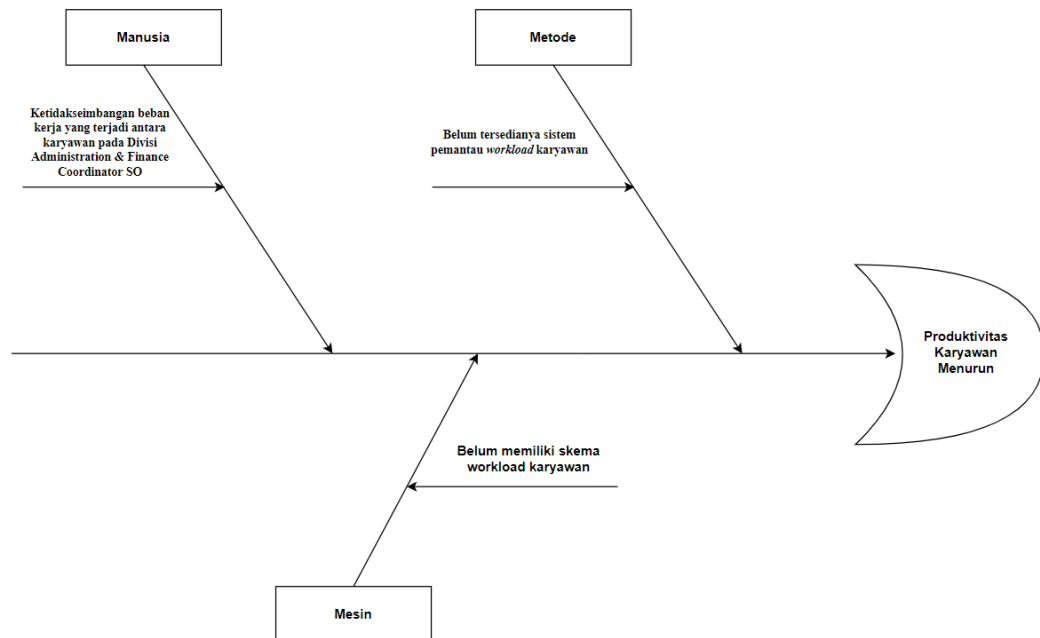 Manusia
Metode
Ketidakseimbangan beban
kerja yang terjadi antara
karyawan pada Divisi
Administration & Finance
Coordinator SO
Belum tersedianya sistem
pemantau workload karyawan
Produktivitas
Karyawan
Menurun
Belum memiliki skema
workload karyawan
Mesin